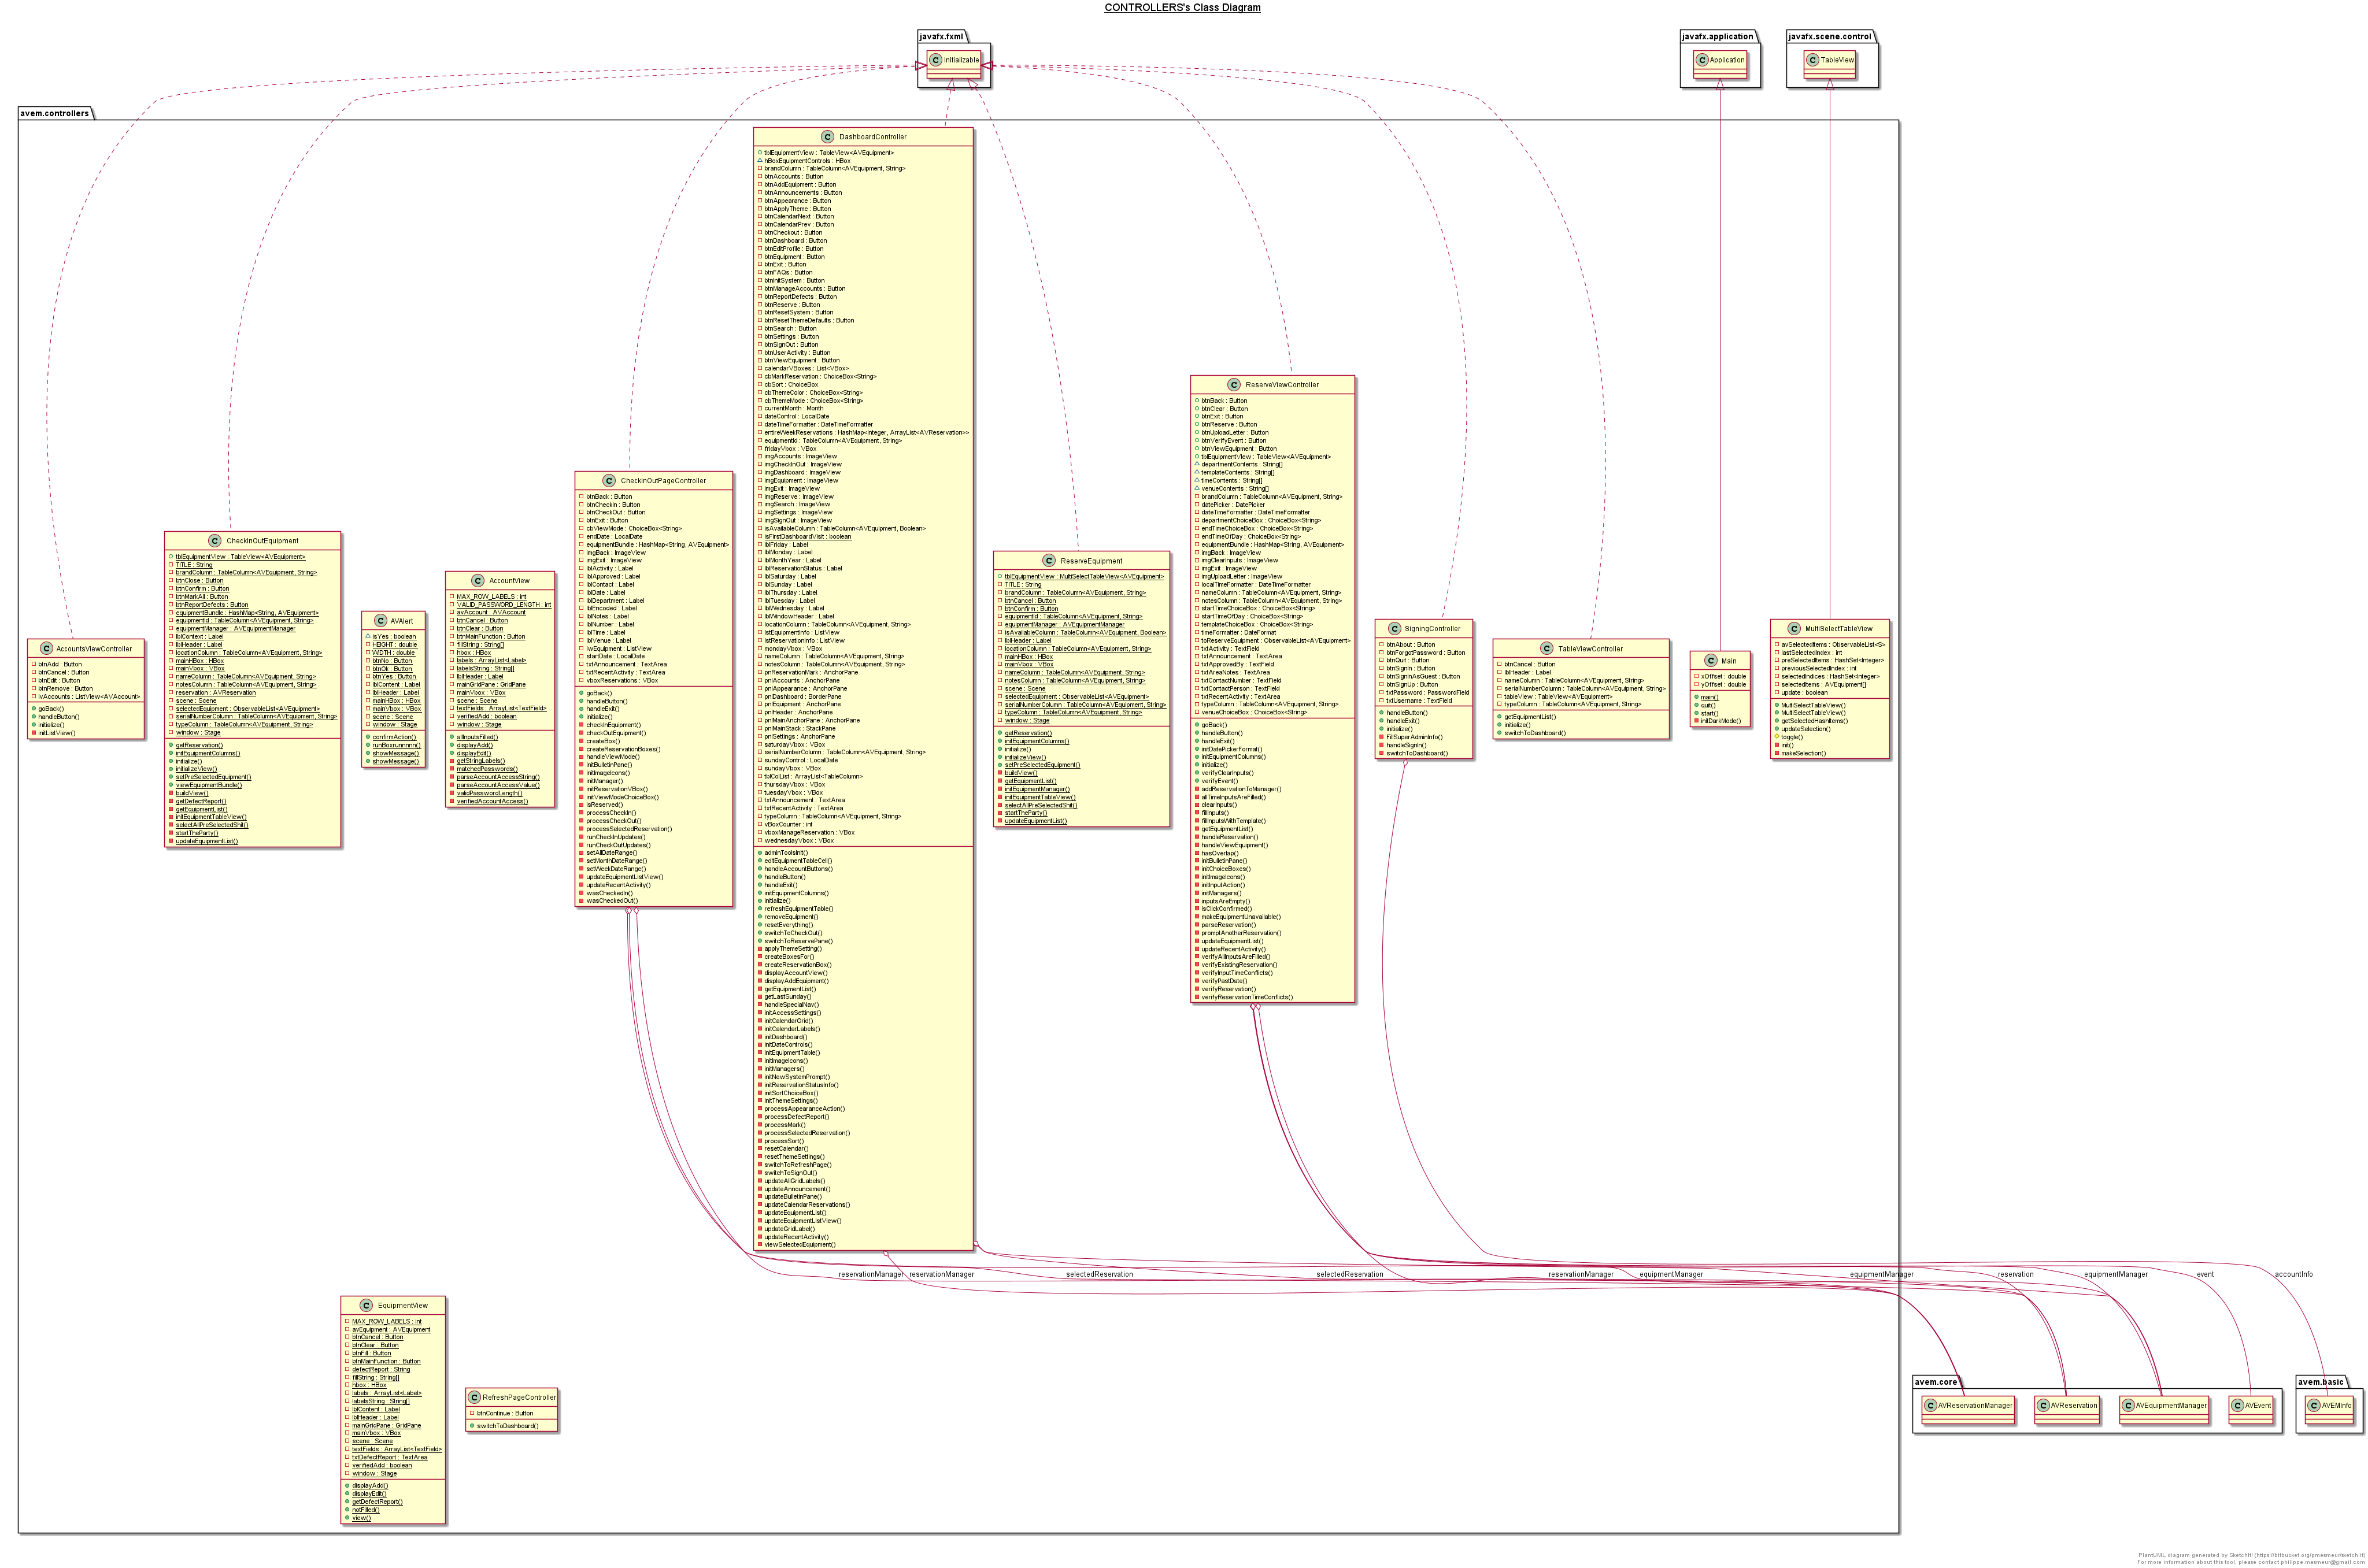 CONTROLLERS's Class Diagram
javafx.fxml
Initializable
javafx.application
Application
javafx.scene.control
TableView
avem.controllers
DashboardController
tblEquipmentView : TableView<AVEquipment>
hBoxEquipmentControls : HBox
brandColumn : TableColumn<AVEquipment, String>
btnAccounts : Button
btnAddEquipment : Button
btnAnnouncements : Button
btnAppearance : Button
btnApplyTheme : Button
btnCalendarNext : Button
btnCalendarPrev : Button
btnCheckout : Button
btnDashboard : Button
btnEditProfile : Button
btnEquipment : Button
btnExit : Button
btnFAQs : Button
btnInitSystem : Button
btnManageAccounts : Button
btnReportDefects : Button
btnReserve : Button
btnResetSystem : Button
btnResetThemeDefaults : Button
btnSearch : Button
btnSettings : Button
btnSignOut : Button
btnUserActivity : Button
btnViewEquipment : Button
calendarVBoxes : List<VBox>
cbMarkReservation : ChoiceBox<String>
cbSort : ChoiceBox
cbThemeColor : ChoiceBox<String>
cbThemeMode : ChoiceBox<String>
currentMonth : Month
dateControl : LocalDate
dateTimeFormatter : DateTimeFormatter
entireWeekReservations : HashMap<Integer, ArrayList<AVReservation>>
equipmentId : TableColumn<AVEquipment, String>
fridayVbox : VBox
imgAccounts : ImageView
imgCheckInOut : ImageView
imgDashboard : ImageView
imgEquipment : ImageView
imgExit : ImageView
imgReserve : ImageView
imgSearch : ImageView
imgSettings : ImageView
imgSignOut : ImageView
isAvailableColumn : TableColumn<AVEquipment, Boolean>
isFirstDashboardVisit : boolean
lblFriday : Label
lblMonday : Label
lblMonthYear : Label
lblReservationStatus : Label
lblSaturday : Label
lblSunday : Label
lblThursday : Label
lblTuesday : Label
lblWednesday : Label
lblWindowHeader : Label
locationColumn : TableColumn<AVEquipment, String>
lstEquipmentInfo : ListView
lstReservationInfo : ListView
mondayVbox : VBox
nameColumn : TableColumn<AVEquipment, String>
notesColumn : TableColumn<AVEquipment, String>
pnReservationMark : AnchorPane
pnlAccounts : AnchorPane
pnlAppearance : AnchorPane
pnlDashboard : BorderPane
pnlEquipment : AnchorPane
pnlHeader : AnchorPane
pnlMainAnchorPane : AnchorPane
pnlMainStack : StackPane
pnlSettings : AnchorPane
saturdayVbox : VBox
serialNumberColumn : TableColumn<AVEquipment, String>
sundayControl : LocalDate
sundayVbox : VBox
tblColList : ArrayList<TableColumn>
thursdayVbox : VBox
tuesdayVbox : VBox
txtAnnouncement : TextArea
txtRecentActivity : TextArea
typeColumn : TableColumn<AVEquipment, String>
vBoxCounter : int
vboxManageReservation : VBox
wednesdayVbox : VBox
adminToolsInit()
editEquipmentTableCell()
handleAccountButtons()
handleButton()
handleExit()
initEquipmentColumns()
initialize()
refreshEquipmentTable()
removeEquipment()
resetEverything()
switchToCheckOut()
switchToReservePane()
applyThemeSetting()
createBoxesFor()
createReservationBox()
displayAccountView()
displayAddEquipment()
getEquipmentList()
getLastSunday()
handleSpecialNav()
initAccessSettings()
initCalendarGrid()
initCalendarLabels()
initDashboard()
initDateControls()
initEquipmentTable()
initImageIcons()
initManagers()
initNewSystemPrompt()
initReservationStatusInfo()
initSortChoiceBox()
initThemeSettings()
processAppearanceAction()
processDefectReport()
processMark()
processSelectedReservation()
processSort()
resetCalendar()
resetThemeSettings()
switchToRefreshPage()
switchToSignOut()
updateAllGridLabels()
updateAnnouncement()
updateBulletinPane()
updateCalendarReservations()
updateEquipmentList()
updateEquipmentListView()
updateGridLabel()
updateRecentActivity()
viewSelectedEquipment()
ReserveViewController
btnBack : Button
btnClear : Button
btnExit : Button
btnReserve : Button
btnUploadLetter : Button
btnVerifyEvent : Button
btnViewEquipment : Button
tblEquipmentView : TableView<AVEquipment>
departmentContents : String[]
templateContents : String[]
timeContents : String[]
venueContents : String[]
brandColumn : TableColumn<AVEquipment, String>
datePicker : DatePicker
dateTimeFormatter : DateTimeFormatter
departmentChoiceBox : ChoiceBox<String>
endTimeChoiceBox : ChoiceBox<String>
endTimeOfDay : ChoiceBox<String>
equipmentBundle : HashMap<String, AVEquipment>
imgBack : ImageView
imgClearInputs : ImageView
imgExit : ImageView
imgUploadLetter : ImageView
localTimeFormatter : DateTimeFormatter
nameColumn : TableColumn<AVEquipment, String>
notesColumn : TableColumn<AVEquipment, String>
startTimeChoiceBox : ChoiceBox<String>
startTimeOfDay : ChoiceBox<String>
templateChoiceBox : ChoiceBox<String>
timeFormatter : DateFormat
toReserveEquipment : ObservableList<AVEquipment>
txtActivity : TextField
txtAnnouncement : TextArea
txtApprovedBy : TextField
txtAreaNotes : TextArea
txtContactNumber : TextField
txtContactPerson : TextField
txtRecentActivity : TextArea
typeColumn : TableColumn<AVEquipment, String>
venueChoiceBox : ChoiceBox<String>
goBack()
handleButton()
handleExit()
initDatePickerFormat()
initEquipmentColumns()
initialize()
verifyClearInputs()
verifyEvent()
addReservationToManager()
allTimeInputsAreFilled()
clearInputs()
fillInputs()
fillInputsWithTemplate()
getEquipmentList()
handleReservation()
handleViewEquipment()
hasOverlap()
initBulletinPane()
initChoiceBoxes()
initImageIcons()
initInputAction()
initManagers()
inputsAreEmpty()
isClickConfirmed()
makeEquipmentUnavailable()
parseReservation()
promptAnotherReservation()
updateEquipmentList()
updateRecentActivity()
verifyAllInputsAreFilled()
verifyExistingReservation()
verifyInputTimeConflicts()
verifyPastDate()
verifyReservation()
verifyReservationTimeConflicts()
CheckInOutPageController
btnBack : Button
btnCheckIn : Button
btnCheckOut : Button
btnExit : Button
cbViewMode : ChoiceBox<String>
endDate : LocalDate
equipmentBundle : HashMap<String, AVEquipment>
imgBack : ImageView
imgExit : ImageView
lblActivity : Label
lblApproved : Label
lblContact : Label
lblDate : Label
lblDepartment : Label
lblEncoded : Label
lblNotes : Label
lblNumber : Label
lblTime : Label
lblVenue : Label
lwEquipment : ListView
startDate : LocalDate
txtAnnouncement : TextArea
txtRecentActivity : TextArea
vboxReservations : VBox
goBack()
handleButton()
handleExit()
initialize()
checkInEquipment()
checkOutEquipment()
createBox()
createReservationBoxes()
handleViewMode()
initBulletinPane()
initImageIcons()
initManager()
initReservationVBox()
initViewModeChoiceBox()
isReserved()
processCheckIn()
processCheckOut()
processSelectedReservation()
runCheckInUpdates()
runCheckOutUpdates()
setAllDateRange()
setMonthDateRange()
setWeekDateRange()
updateEquipmentListView()
updateRecentActivity()
wasCheckedIn()
wasCheckedOut()
CheckInOutEquipment
tblEquipmentView : TableView<AVEquipment>
TITLE : String
brandColumn : TableColumn<AVEquipment, String>
btnClose : Button
btnConfirm : Button
btnMarkAll : Button
btnReportDefects : Button
equipmentBundle : HashMap<String, AVEquipment>
equipmentId : TableColumn<AVEquipment, String>
equipmentManager : AVEquipmentManager
lblContext : Label
lblHeader : Label
locationColumn : TableColumn<AVEquipment, String>
mainHBox : HBox
mainVbox : VBox
nameColumn : TableColumn<AVEquipment, String>
notesColumn : TableColumn<AVEquipment, String>
reservation : AVReservation
scene : Scene
selectedEquipment : ObservableList<AVEquipment>
serialNumberColumn : TableColumn<AVEquipment, String>
typeColumn : TableColumn<AVEquipment, String>
window : Stage
getReservation()
initEquipmentColumns()
initialize()
initializeView()
setPreSelectedEquipment()
viewEquipmentBundle()
buildView()
getDefectReport()
getEquipmentList()
initEquipmentTableView()
selectAllPreSelectedShit()
startTheParty()
updateEquipmentList()
ReserveEquipment
tblEquipmentView : MultiSelectTableView<AVEquipment>
TITLE : String
brandColumn : TableColumn<AVEquipment, String>
btnCancel : Button
btnConfirm : Button
equipmentId : TableColumn<AVEquipment, String>
equipmentManager : AVEquipmentManager
isAvailableColumn : TableColumn<AVEquipment, Boolean>
lblHeader : Label
locationColumn : TableColumn<AVEquipment, String>
mainHBox : HBox
mainVbox : VBox
nameColumn : TableColumn<AVEquipment, String>
notesColumn : TableColumn<AVEquipment, String>
scene : Scene
selectedEquipment : ObservableList<AVEquipment>
serialNumberColumn : TableColumn<AVEquipment, String>
typeColumn : TableColumn<AVEquipment, String>
window : Stage
getReservation()
initEquipmentColumns()
initialize()
initializeView()
setPreSelectedEquipment()
buildView()
getEquipmentList()
initEquipmentManager()
initEquipmentTableView()
selectAllPreSelectedShit()
startTheParty()
updateEquipmentList()
AccountView
MAX_ROW_LABELS : int
VALID_PASSWORD_LENGTH : int
avAccount : AVAccount
btnCancel : Button
btnClear : Button
btnMainFunction : Button
fillString : String[]
hbox : HBox
labels : ArrayList<Label>
labelsString : String[]
lblHeader : Label
mainGridPane : GridPane
mainVbox : VBox
scene : Scene
textFields : ArrayList<TextField>
verifiedAdd : boolean
window : Stage
allInputsFilled()
displayAdd()
displayEdit()
getStringLabels()
matchedPasswords()
parseAccountAccessString()
parseAccountAccessValue()
validPasswordLength()
verifiedAccountAccess()
AVAlert
isYes : boolean
HEIGHT : double
WIDTH : double
btnNo : Button
btnOk : Button
btnYes : Button
lblContent : Label
lblHeader : Label
mainHBox : HBox
mainVbox : VBox
scene : Scene
window : Stage
confirmAction()
runBoxrunnnnn()
showMessage()
showMessage()
AccountsViewController
btnAdd : Button
btnCancel : Button
btnEdit : Button
btnRemove : Button
lvAccounts : ListView<AVAccount>
goBack()
handleButton()
initialize()
initListView()
SigningController
btnAbout : Button
btnForgotPassword : Button
btnQuit : Button
btnSignIn : Button
btnSignInAsGuest : Button
btnSignUp : Button
txtPassword : PasswordField
txtUsername : TextField
handleButton()
handleExit()
initialize()
FillSuperAdminInfo()
handleSignIn()
switchToDashboard()
TableViewController
btnCancel : Button
lblHeader : Label
nameColumn : TableColumn<AVEquipment, String>
serialNumberColumn : TableColumn<AVEquipment, String>
tableView : TableView<AVEquipment>
typeColumn : TableColumn<AVEquipment, String>
getEquipmentList()
initialize()
switchToDashboard()
Main
xOffset : double
yOffset : double
main()
quit()
start()
initDarkMode()
MultiSelectTableView
avSelectedItems : ObservableList<S>
lastSelectedIndex : int
preSelectedItems : HashSet<Integer>
previousSelectedIndex : int
selectedIndices : HashSet<Integer>
selectedItems : AVEquipment[]
update : boolean
MultiSelectTableView()
MultiSelectTableView()
getSelectedHashItems()
updateSelection()
toggle()
init()
makeSelection()
reservationManager
reservationManager
selectedReservation
selectedReservation
reservationManager
equipmentManager
equipmentManager
reservation
equipmentManager
event
accountInfo
EquipmentView
MAX_ROW_LABELS : int
avEquipment : AVEquipment
btnCancel : Button
btnClear : Button
btnFill : Button
btnMainFunction : Button
defectReport : String
fillString : String[]
hbox : HBox
labels : ArrayList<Label>
labelsString : String[]
lblContent : Label
lblHeader : Label
mainGridPane : GridPane
mainVbox : VBox
scene : Scene
textFields : ArrayList<TextField>
txtDefectReport : TextArea
verifiedAdd : boolean
window : Stage
displayAdd()
displayEdit()
getDefectReport()
notFilled()
view()
RefreshPageController
btnContinue : Button
switchToDashboard()
avem.core
AVReservationManager
AVReservation
AVEquipmentManager
AVEvent
avem.basic
AVEMInfo
PlantUML diagram generated by SketchIt! (https://bitbucket.org/pmesmeur/sketch.it)
For more information about this tool, please contact philippe.mesmeur@gmail.com